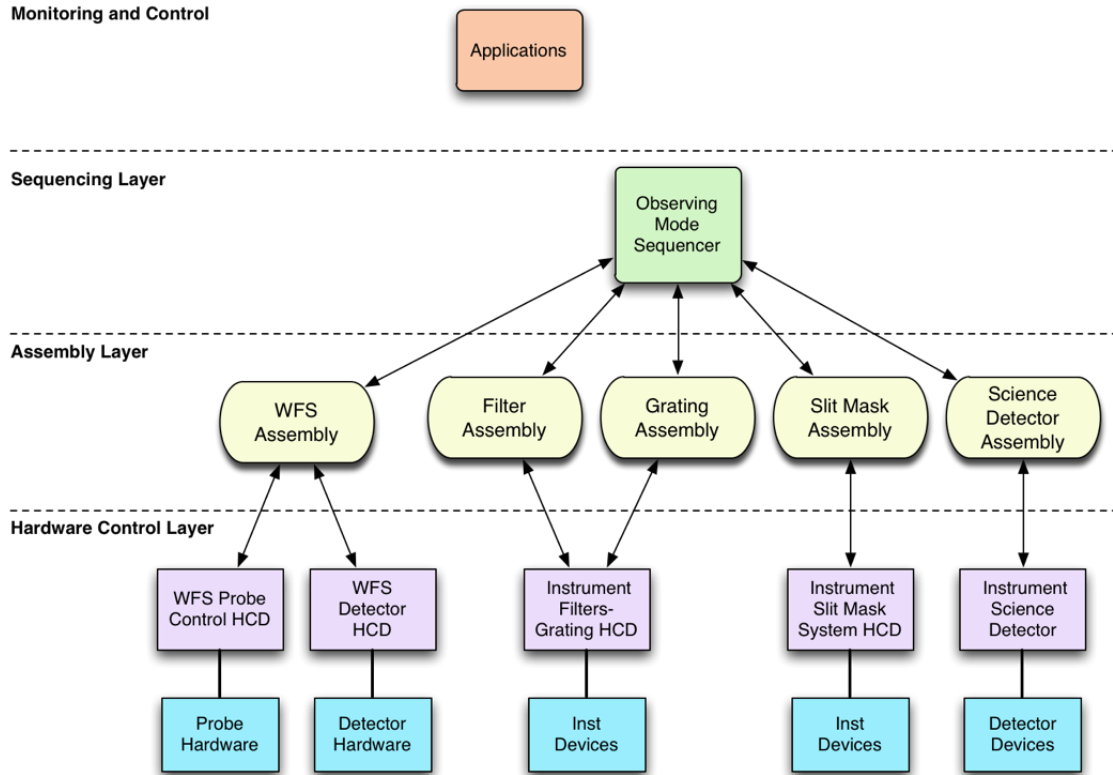 Monitoring and Control
Applications
Sequencing Layer
Observing
Mode
Sequencer
Assembly Layer
WFS
Assembly
Filter
Assembly
Grating
Assembly
Slit Mask
Assembly
Science
Detector
Assembly
Hardware Control Layer
WFS Probe
Control HCD
WFS
Detector
HCD
Instrument
Filters-
Grating HCD
Instrument
Slit Mask
System HCD
Instrument
Science
Detector
Probe
Hardware
Detector
Hardware
Inst
Devices
Inst
Devices
Detector
Devices